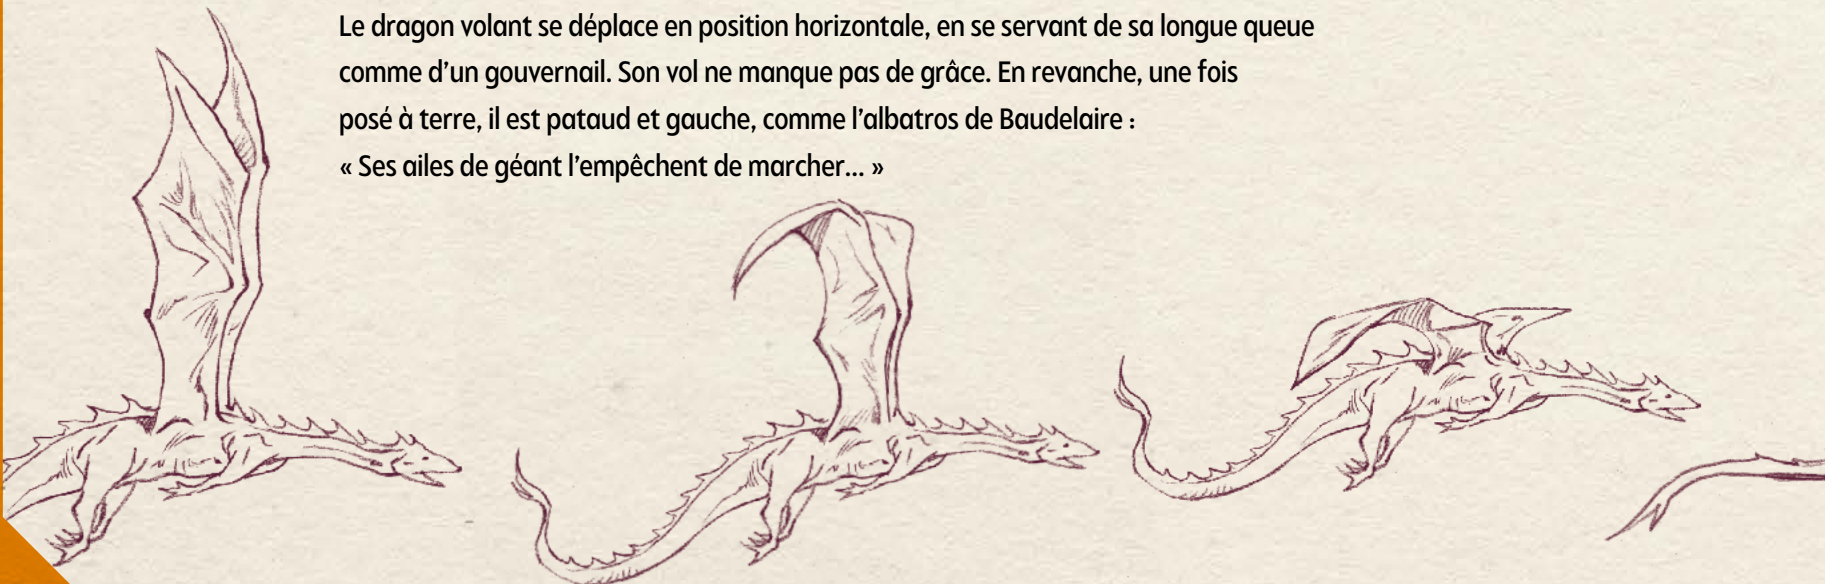 Le dragon volant se déplace en position horizontale, en se servant de sa longue queue
comme d’un gouvernail. Son vol ne manque pas de grâce. En revanche, une fois
posé à terre, il est pataud et gauche, comme l’albatros de Baudelaire :
« Ses ailes de géant l’empêchent de marcher... »